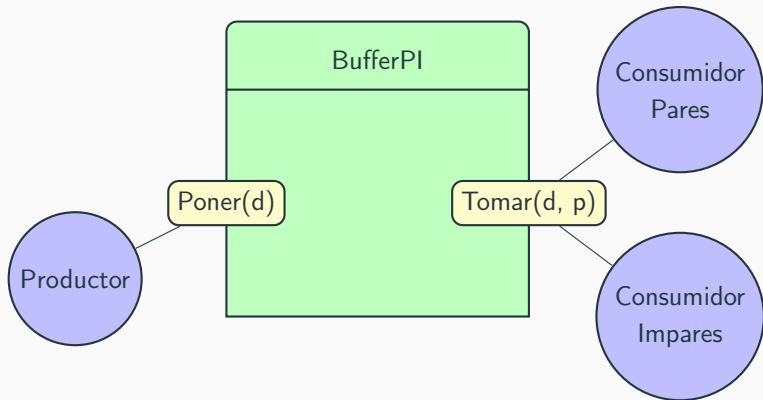 BufferPI
Consumidor
Pares
Poner(d)
Tomar(d, p)
Productor
Consumidor
Impares